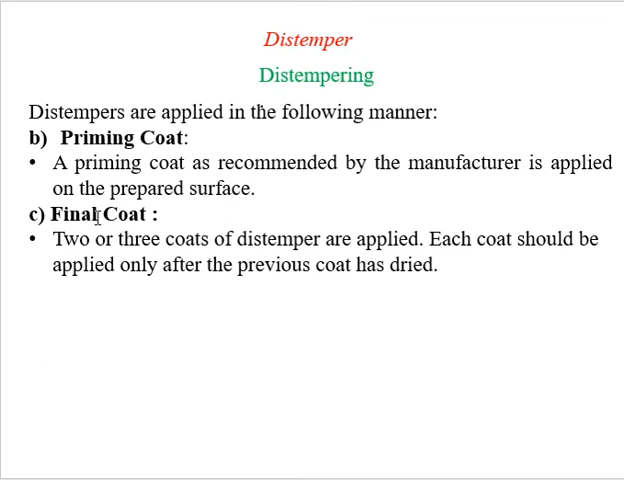 Distemper
Distempering
Distempers are applied in the following manner:
b) Priming Coat:
• A priming coat as recommended by the manufacturer is applied
on the prepared surface.
c) Final Coat :
• Two or three coats of distemper are applied. Each coat should be
applied only after the previous coat has dried.